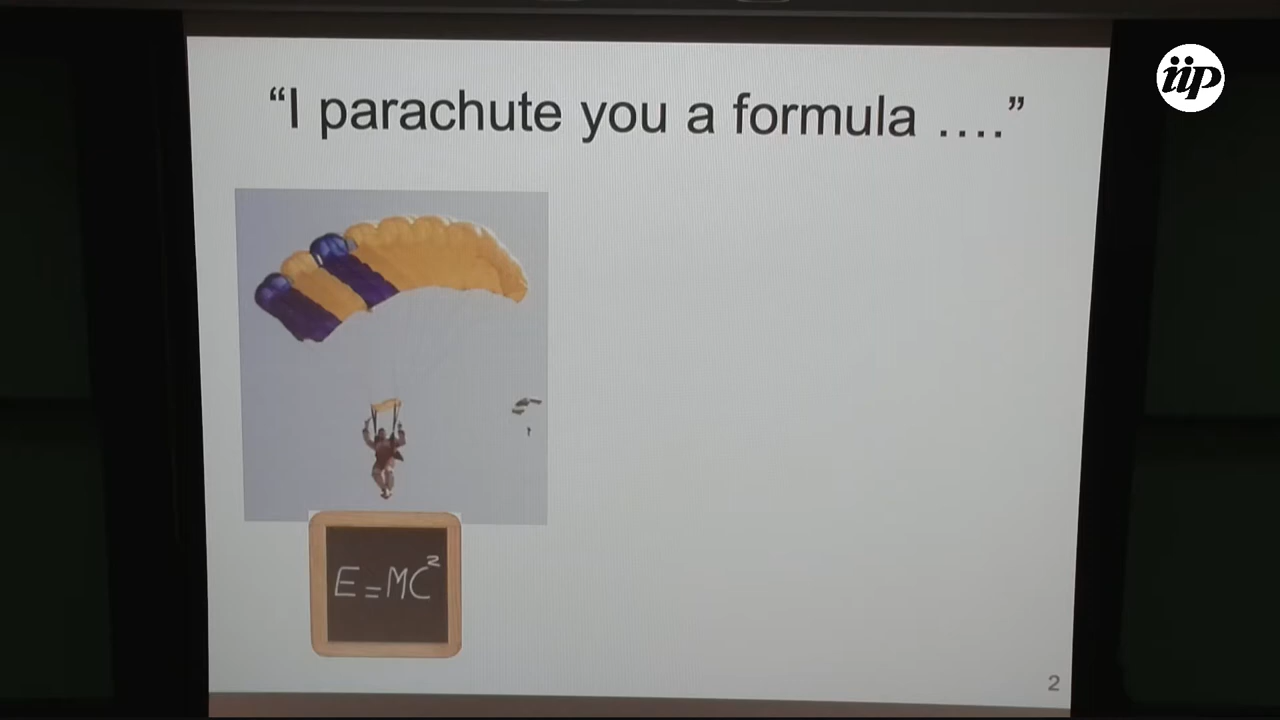 “I parachute you a formula ….”
iip
E=MC²
2